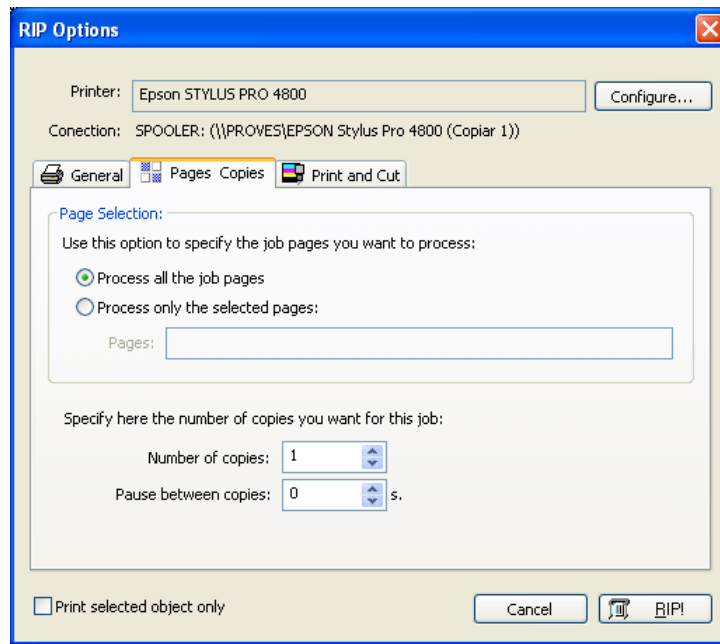 RIP Options
Printer: Epson STYLUS PRO 4800 Configure...
Conection: SPOOLER: (\\PROVES\EPSON Stylus Pro 4800 (Copiar 1))
General Pages Copies Print and Cut
Page Selection:
Use this option to specify the job pages you want to process:
Process all the job pages
Process only the selected pages:
Pages:
Specify here the number of copies you want for this job:
Number of copies: 1
Pause between copies: 0 s.
Print selected object only Cancel RIP!